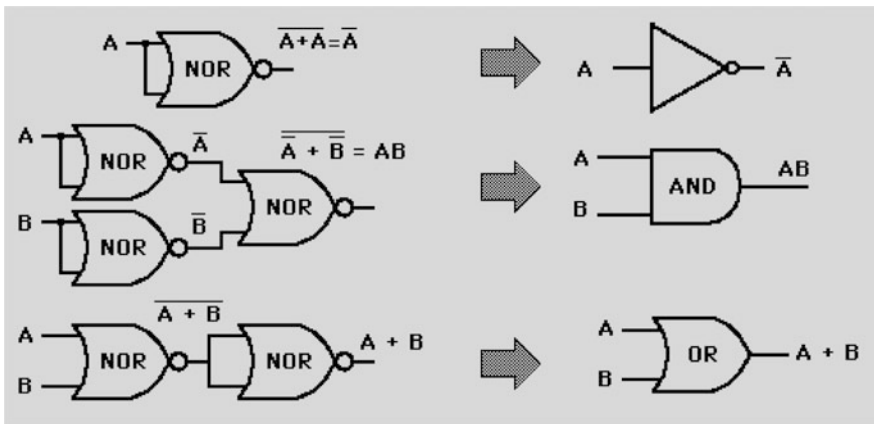 A NOR A̅+̅A̅=A̅ A A̅
A NOR A̅ A̅̅ ̅+̅ ̅B̅̅ = AB A AND AB
B NOR B̅ NOR B
A NOR A̅ ̅+̅ ̅B̅ NOR A + B A OR A + B
B B